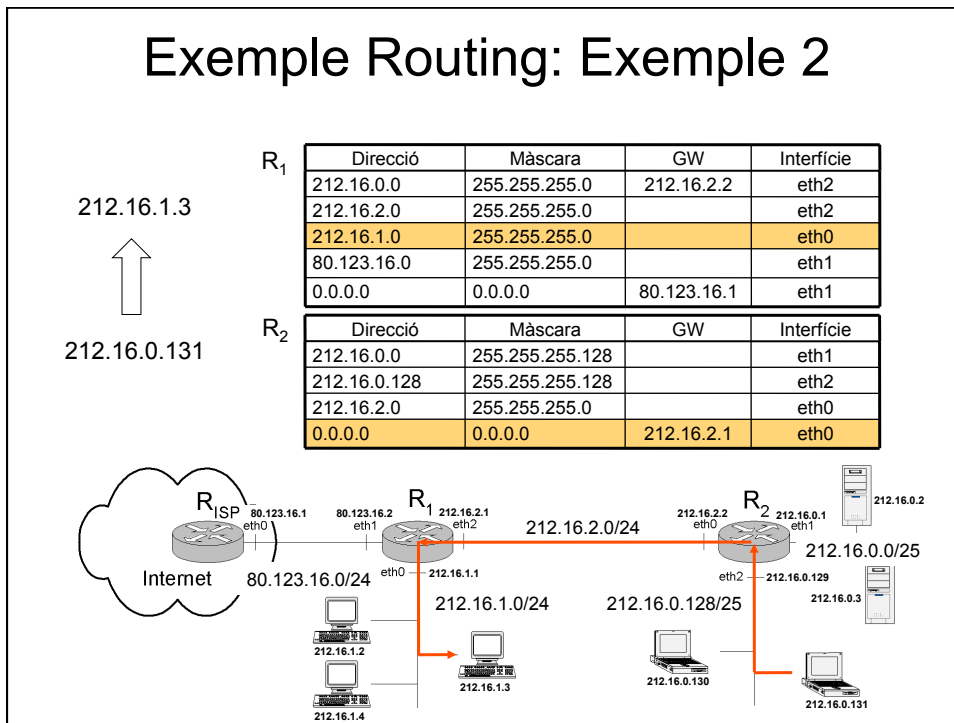 Exemple Routing: Exemple 2
R1
Direcció Màscara GW Interfície
212.16.0.0 255.255.255.0 212.16.2.2 eth2
212.16.2.0 255.255.255.0 eth2
212.16.1.0 255.255.255.0 eth0
80.123.16.0 255.255.255.0 eth1
0.0.0.0 0.0.0.0 80.123.16.1 eth1
212.16.1.3
212.16.0.131
R2
Direcció Màscara GW Interfície
212.16.0.0 255.255.255.128 eth1
212.16.0.128 255.255.255.128 eth2
212.16.2.0 255.255.255.0 eth0
0.0.0.0 0.0.0.0 212.16.2.1 eth0
RISP
80.123.16.1
eth0
Internet
80.123.16.0/24
80.123.16.2
eth1
R1
212.16.2.1
eth2
eth0
212.16.1.1
212.16.2.0/24
212.16.1.0/24
212.16.1.2
212.16.1.3
212.16.1.4
212.16.2.2
eth0
R2
212.16.0.1
eth1
212.16.0.2
212.16.0.0/25
212.16.0.3
eth2
212.16.0.129
212.16.0.128/25
212.16.0.130
212.16.0.131